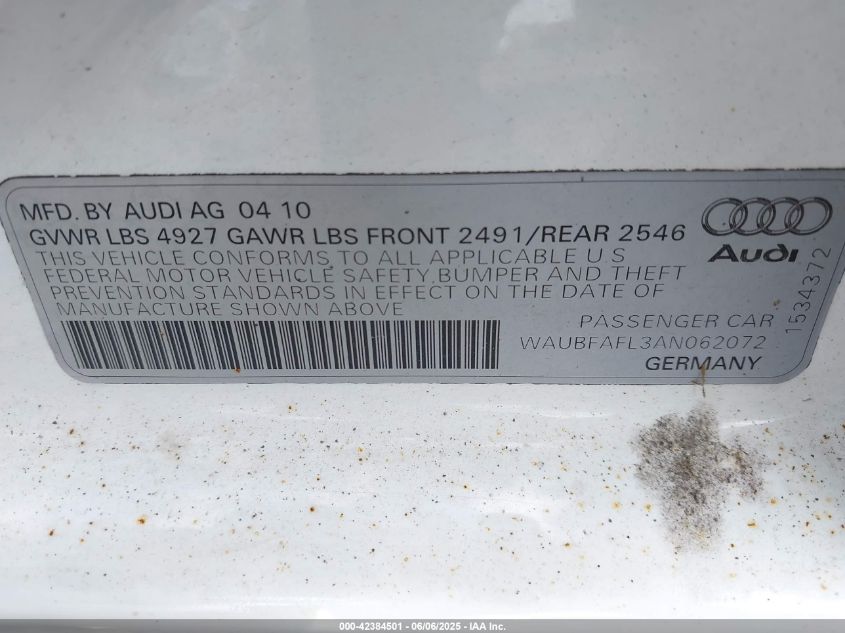 MFD. BY AUDI AG 04 10
GVWR LBS 4927 GAWR LBS FRONT 2491/REAR 2546
THIS VEHICLE CONFORMS TO ALL APPLICABLE U S
FEDERAL MOTOR VEHICLE SAFETY, BUMPER AND THEFT
PREVENTION STANDARDS IN EFFECT ON THE DATE OF
MANUFACTURE SHOWN ABOVE
Audi
1534372
PASSENGER CAR
WAUBFAFL3AN062072
GERMANY
000-42384501 - 06/06/2025 - IAA Inc.